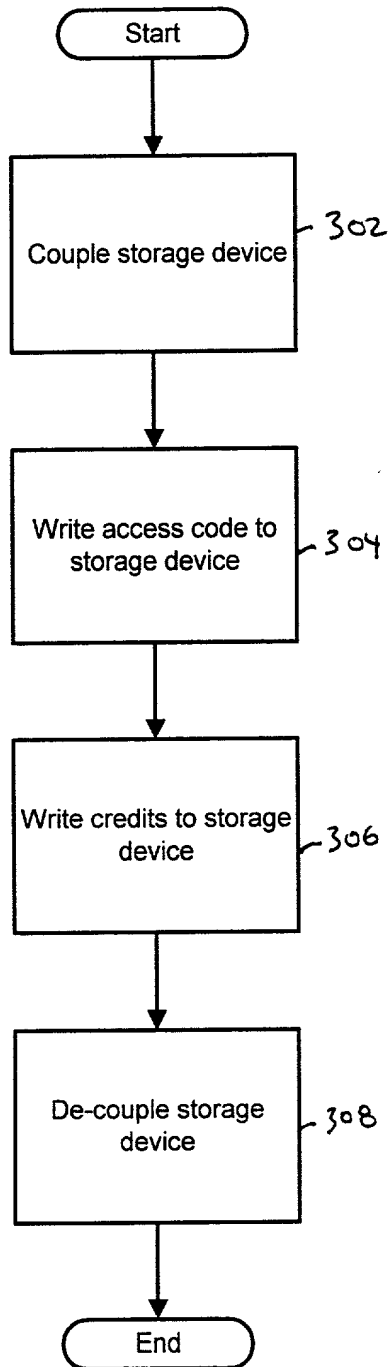 Start
Couple storage device
302
Write access code to
storage device
304
Write credits to storage
device
306
De-couple storage
device
308
End